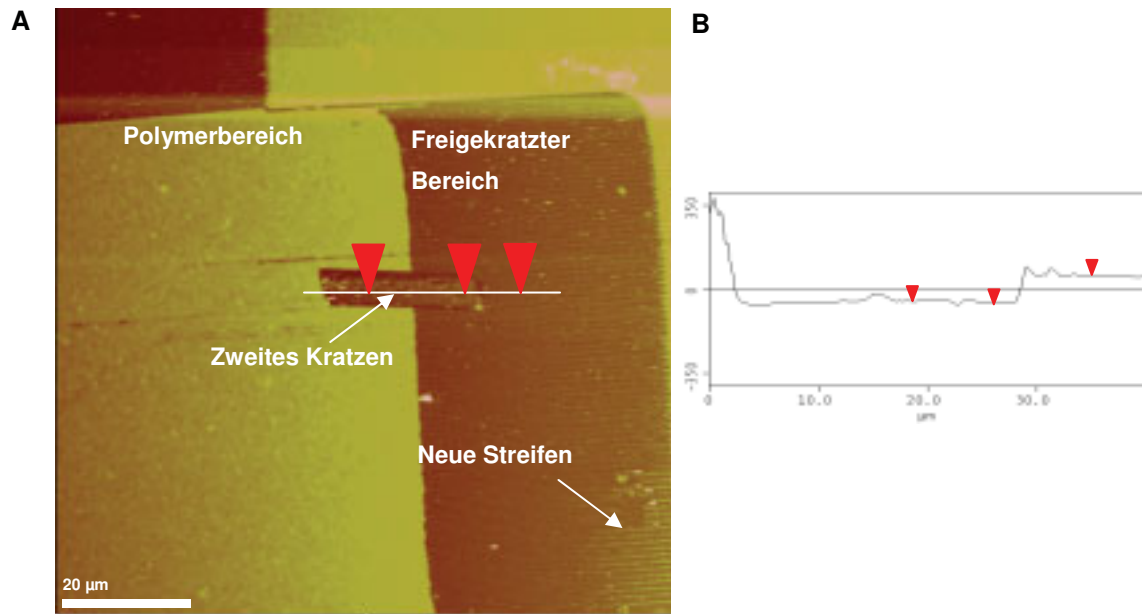 A
B
Polymerbereich
Freigekratzter
Bereich
Zweites Kratzen
Neue Streifen
20 µm
350
0
-350
0
10.0
20.0
30.0
µm